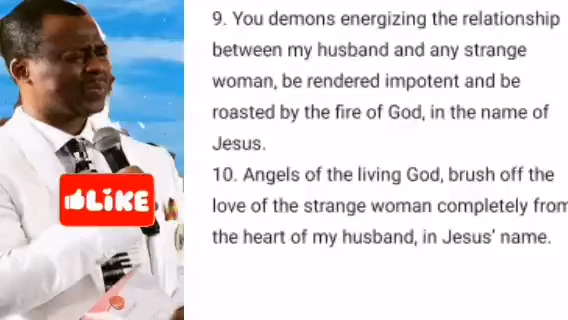 9. You demons energizing the relationship
between my husband and any strange
woman, be rendered impotent and be
roasted by the fire of God, in the name of
Jesus.
10. Angels of the living God, brush off the
love of the strange woman completely from
the heart of my husband, in Jesus' name.
LiKE